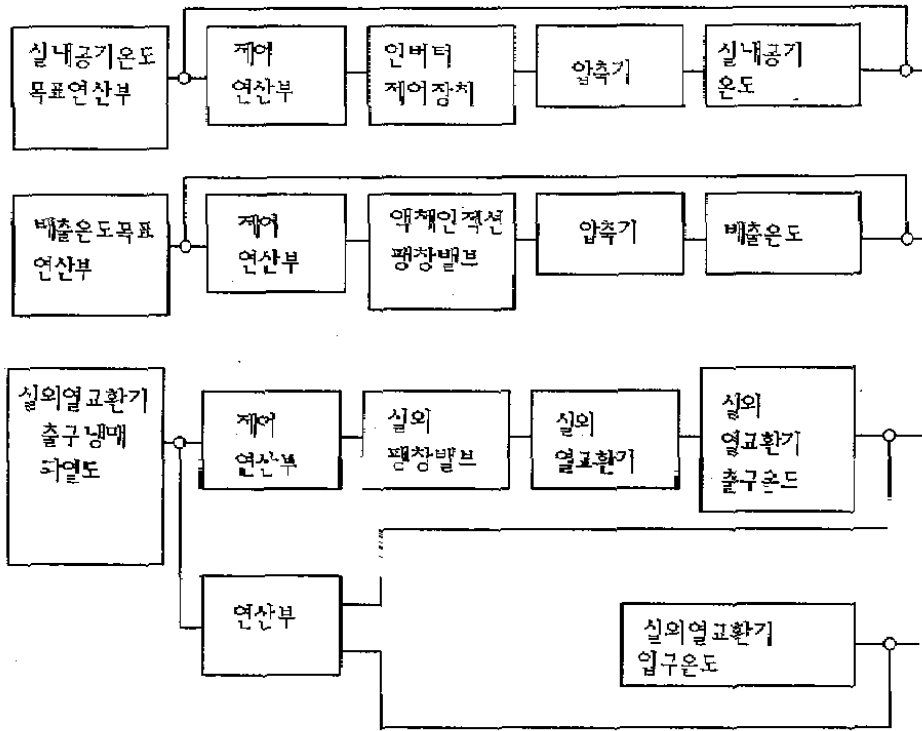 실내공기온도
목표연산부
제어
연산부
인버터
제어장치
압축기
실내공기
온도
배출온도목표
연산부
제어
연산부
액체인젝션
팽창밸브
압축기
배출온도
실외열교환기
출구냉매
과열도
제어
연산부
실외
팽창밸브
실외
열교환기
실외
열교환기
출구온도
연산부
실외열교환기
입구온도